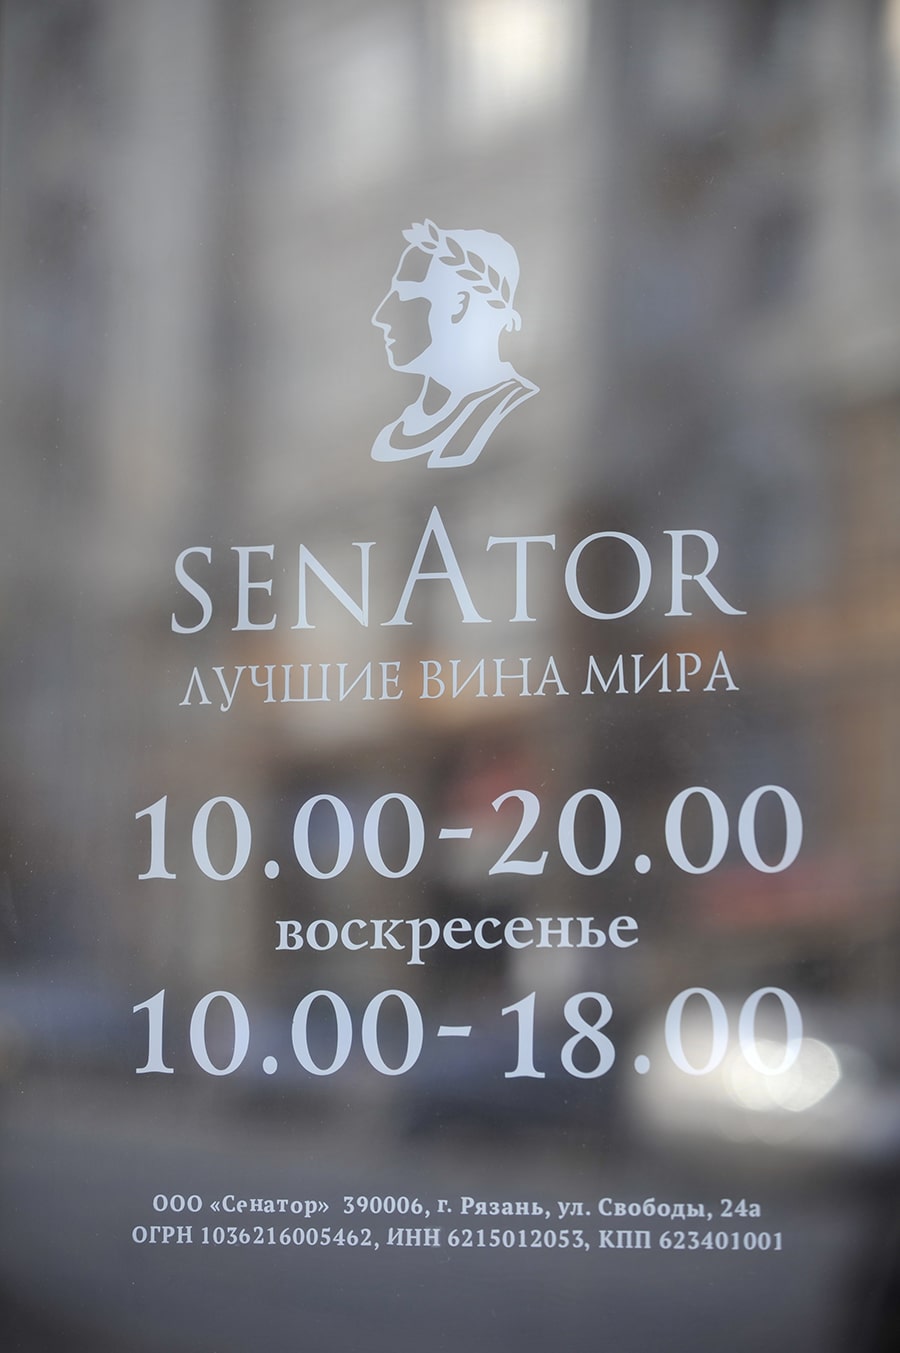 SENATOR
ЛУЧШИЕ ВИНА МИРА
10.00-20.00
воскресенье
10.00-18.00
ООО «Сенатор» 390006, г. Рязань, ул. Свободы, 24а
ОГРН 1036216005462, ИНН 6215012053, КПП 623401001